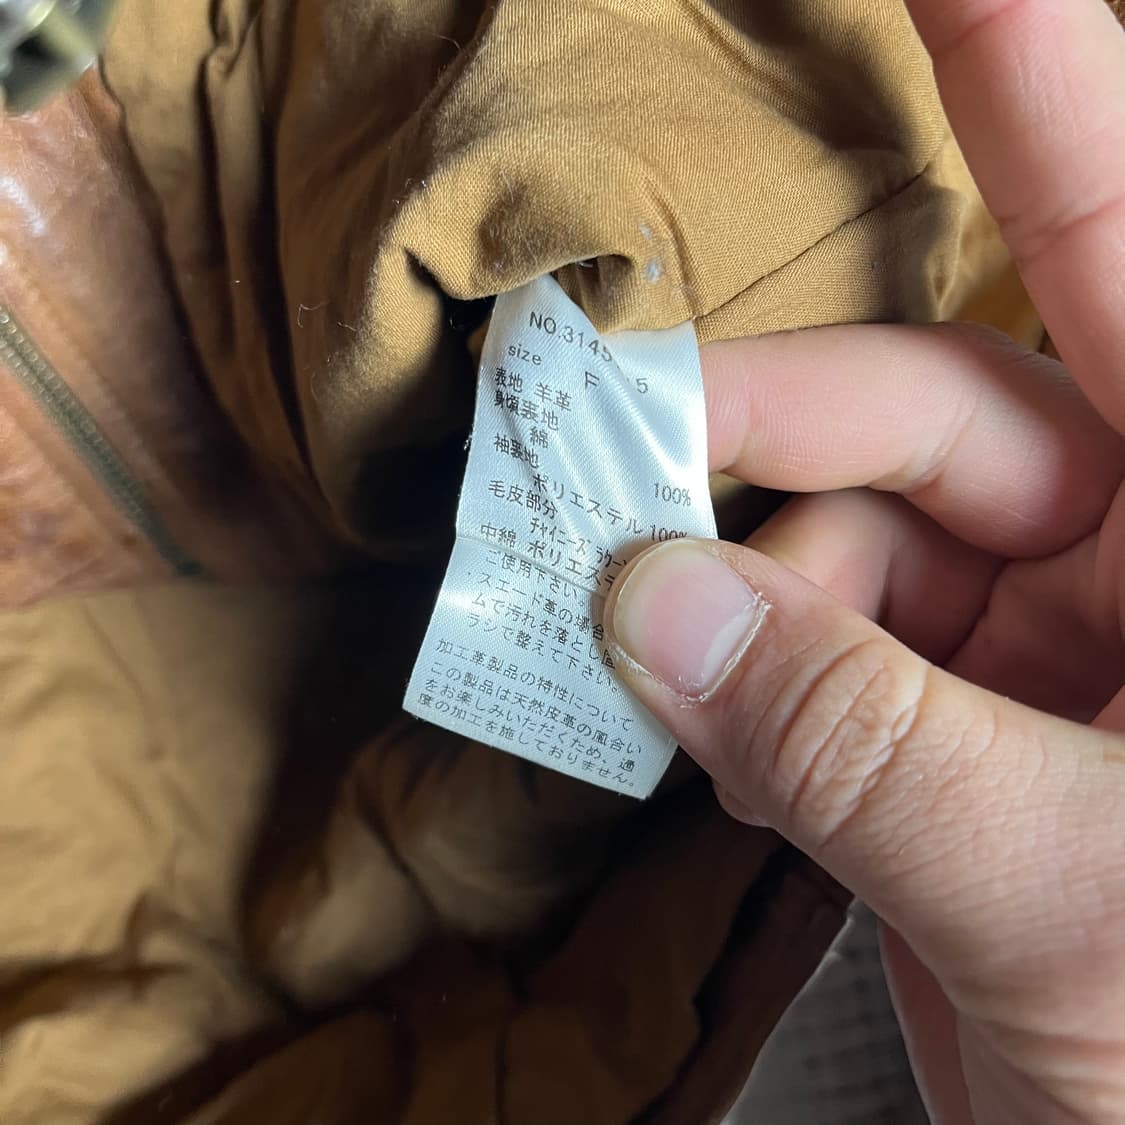 NO.3145
size F 5
表地 羊革
身頃裏地
綿 100%
袖裏地
ポリエステル 100%
毛皮部分
チャイニーズ ラクーン
中綿 ポリエステ
ご使用下さい。
・スエード革の場合
ムで汚れを落とし固
ラシで整えて下さい。
加工革製品の特性について
この製品は天然皮革の風合い
をお楽しみいただくため、過
度の加工を施しておりません。